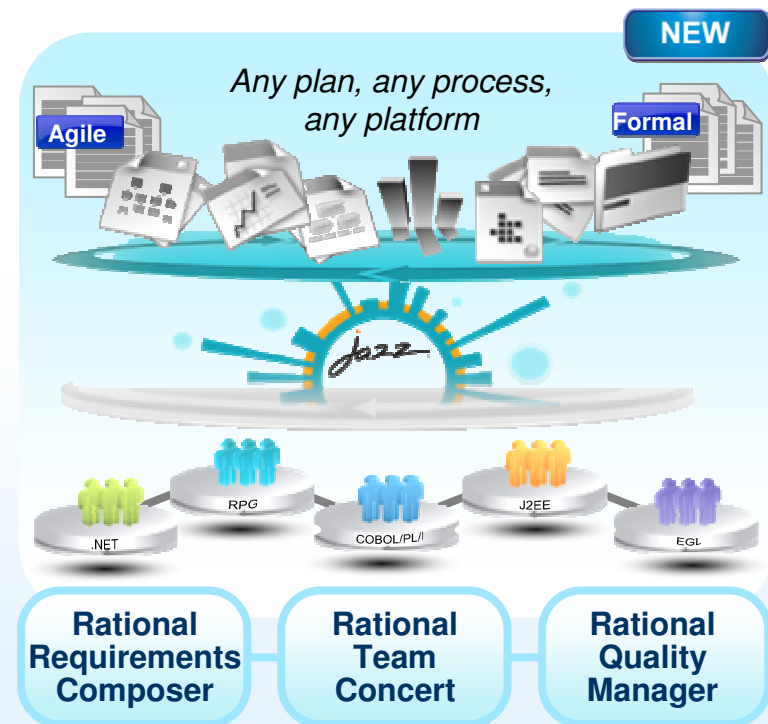 NEW
Any plan, any process,
any platform
Agile
Formal
jazz
.NET
RPG
COBOL/PL/I
J2EE
EGL
Rational
Requirements
Composer
Rational
Team
Concert
Rational
Quality
Manager